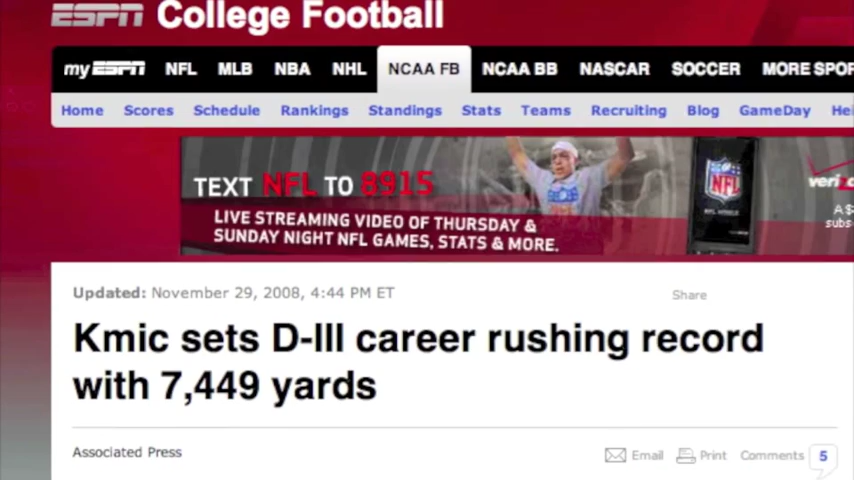 ESPN College Football
myESPN NFL MLB NBA NHL NCAA FB NCAA BB NASCAR SOCCER MORE
Home Scores Schedule Rankings Standings Stats Teams Recruiting Blog GameDay
TEXT NFL TO 8915
LIVE STREAMING VIDEO OF THURSDAY &
SUNDAY NIGHT NFL GAMES, STATS & MORE.
NFL
A $
Updated: November 29, 2008, 4:44 PM ET
Share
Kmic sets D-III career rushing record
with 7,449 yards
Associated Press
Email Print Comments 5